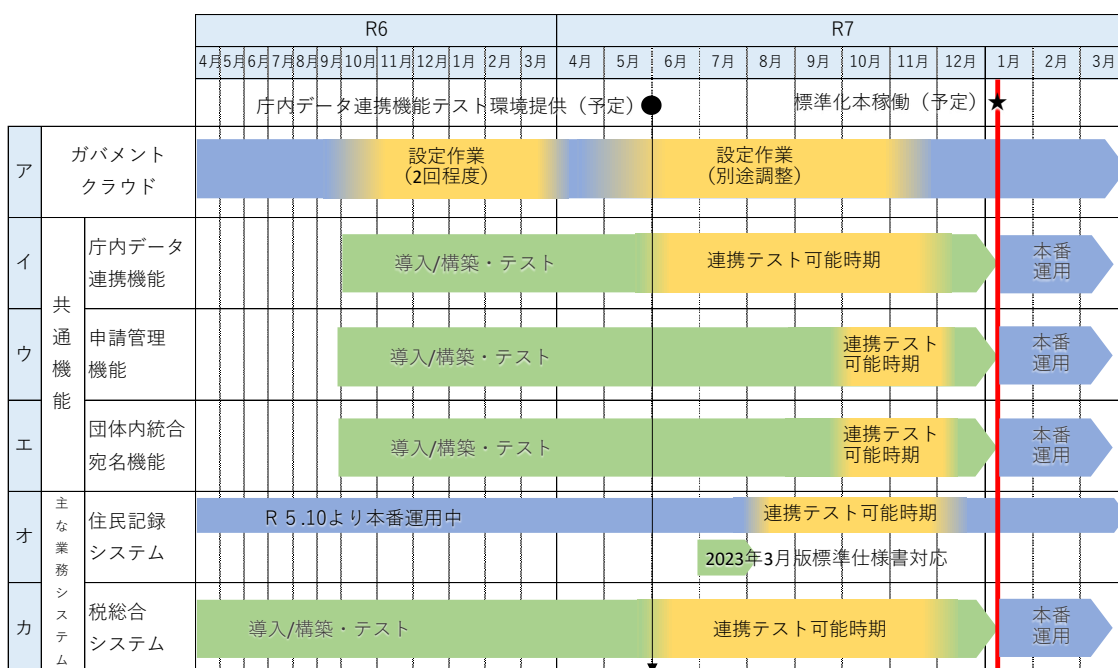 R6
R7
4月5月6月7月8月9月10月11月12月1月 2月 3月 4月 5月 6月 7月 8月 9月 10月 11月 12月 1月 2月 3月
庁内データ連携機能テスト環境提供（予定）●
標準化本稼働（予定）★
ア
ガバメント
クラウド
設定作業
（2回程度）
設定作業
（別途調整）
共通機能
イ
庁内データ
連携機能
導入/構築・テスト
連携テスト可能時期
本番
運用
ウ
申請管理
機能
導入/構築・テスト
連携テスト
可能時期
本番
運用
エ
団体内統合
宛名機能
導入/構築・テスト
連携テスト
可能時期
本番
運用
主な業務システム
オ
住民記録
システム
R５.10より本番運用中
連携テスト可能時期
2023年3月版標準仕様書対応
カ
税総合
システム
導入/構築・テスト
連携テスト可能時期
本番
運用